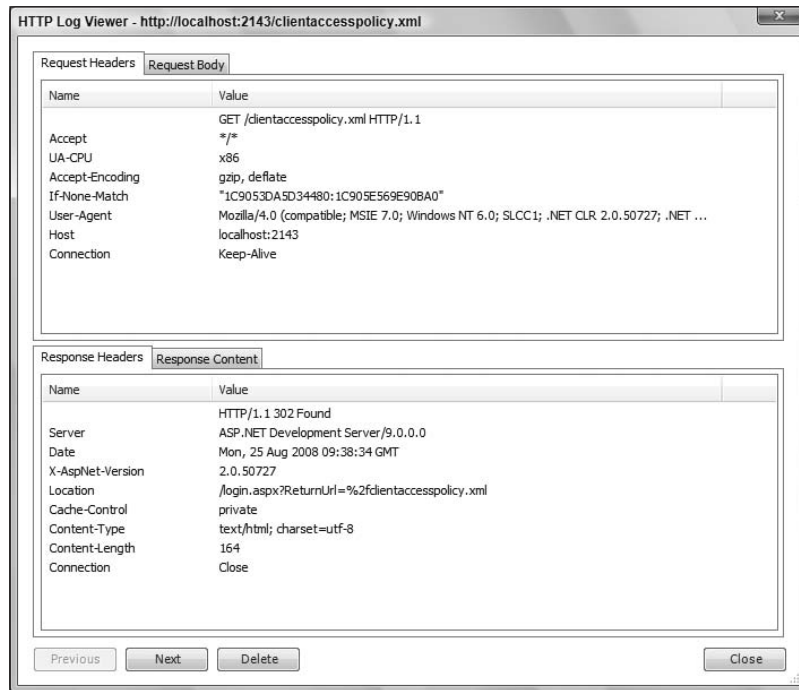 HTTP Log Viewer - http://localhost:2143/clientaccesspolicy.xml
Request Headers Request Body
Name Value
GET /clientaccesspolicy.xml HTTP/1.1
Accept */*
UA-CPU x86
Accept-Encoding gzip, deflate
If-None-Match "1C9053DA5D34480:1C905E569E90BA0"
User-Agent Mozilla/4.0 (compatible; MSIE 7.0; Windows NT 6.0; SLCC1; .NET CLR 2.0.50727; .NET ...
Host localhost:2143
Connection Keep-Alive
Response Headers Response Content
Name Value
HTTP/1.1 302 Found
Server ASP.NET Development Server/9.0.0.0
Date Mon, 25 Aug 2008 09:38:34 GMT
X-AspNet-Version 2.0.50727
Location /login.aspx?ReturnUrl=%2fclientaccesspolicy.xml
Cache-Control private
Content-Type text/html; charset=utf-8
Content-Length 164
Connection Close
Previous Next Delete Close